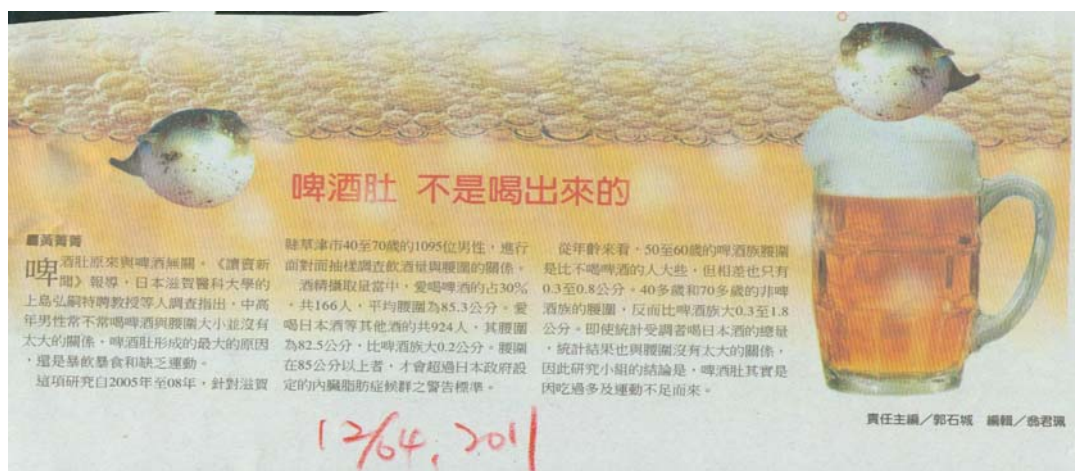 啤酒肚 不是喝出來的
■黃菁菁
啤酒肚原來與啤酒無關。《讀賣新
聞》報導，日本滋賀醫科大學的
上島弘嗣特聘教授等人調查指出，中高
年男性常不常喝啤酒與腰圍大小並沒有
太大的關係，啤酒肚形成的最大的原因
，還是暴飲暴食和缺乏運動。
這項研究自2005年至08年，針對滋賀
縣草津市40至70歲的1095位男性，進行
面對面抽樣調查飲酒量與腰圍的關係。
酒精攝取量當中，愛喝啤酒的占30%
，共166人，平均腰圍為85.3公分。愛
喝日本酒等其他酒的共924人，其腰圍
為82.5公分，比啤酒族大0.2公分。腰圍
在85公分以上者，才會超過日本政府設
定的內臟脂肪症候群之警告標準。
從年齡來看，50至60歲的啤酒族腰圍
是比不喝啤酒的人大些，但相差也只有
0.3至0.8公分。40多歲和70多歲的非啤
酒族的腰圍，反而比啤酒族大0.3至1.8
公分。即使統計受調者喝日本酒的總量
，統計結果也與腰圍沒有太大的關係，
因此研究小組的結論是，啤酒肚其實是
因吃過多及運動不足而來。
責任主編／郭石城 編輯／翁君珮
12/64, 2011